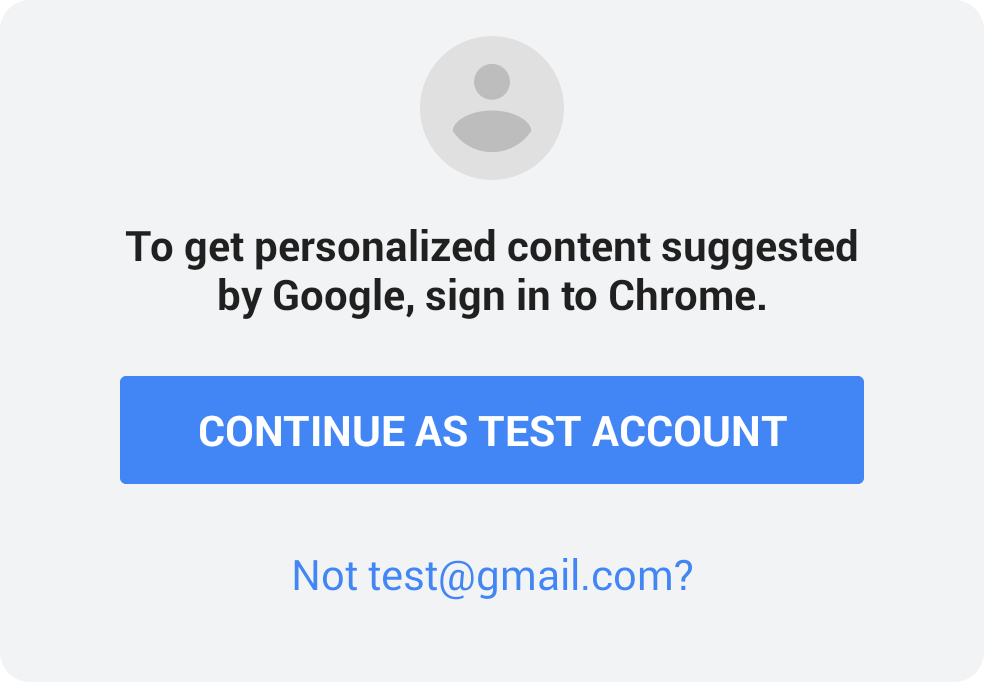 To get personalized content suggested
by Google, sign in to Chrome.
CONTINUE AS TEST ACCOUNT
Not test@gmail.com?